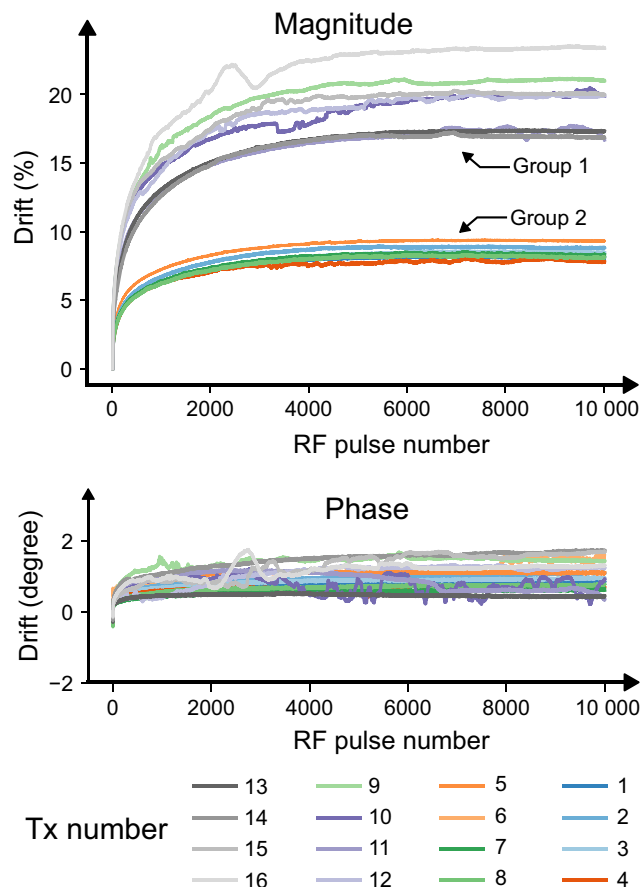 Magnitude
Drift (%)
20
15
10
5
0
Group 1
Group 2
0 2000 4000 6000 8000 10 000
RF pulse number
Phase
Drift (degree)
2
0
−2
0 2000 4000 6000 8000 10 000
RF pulse number
Tx number
13 9 5 1
14 10 6 2
15 11 7 3
16 12 8 4